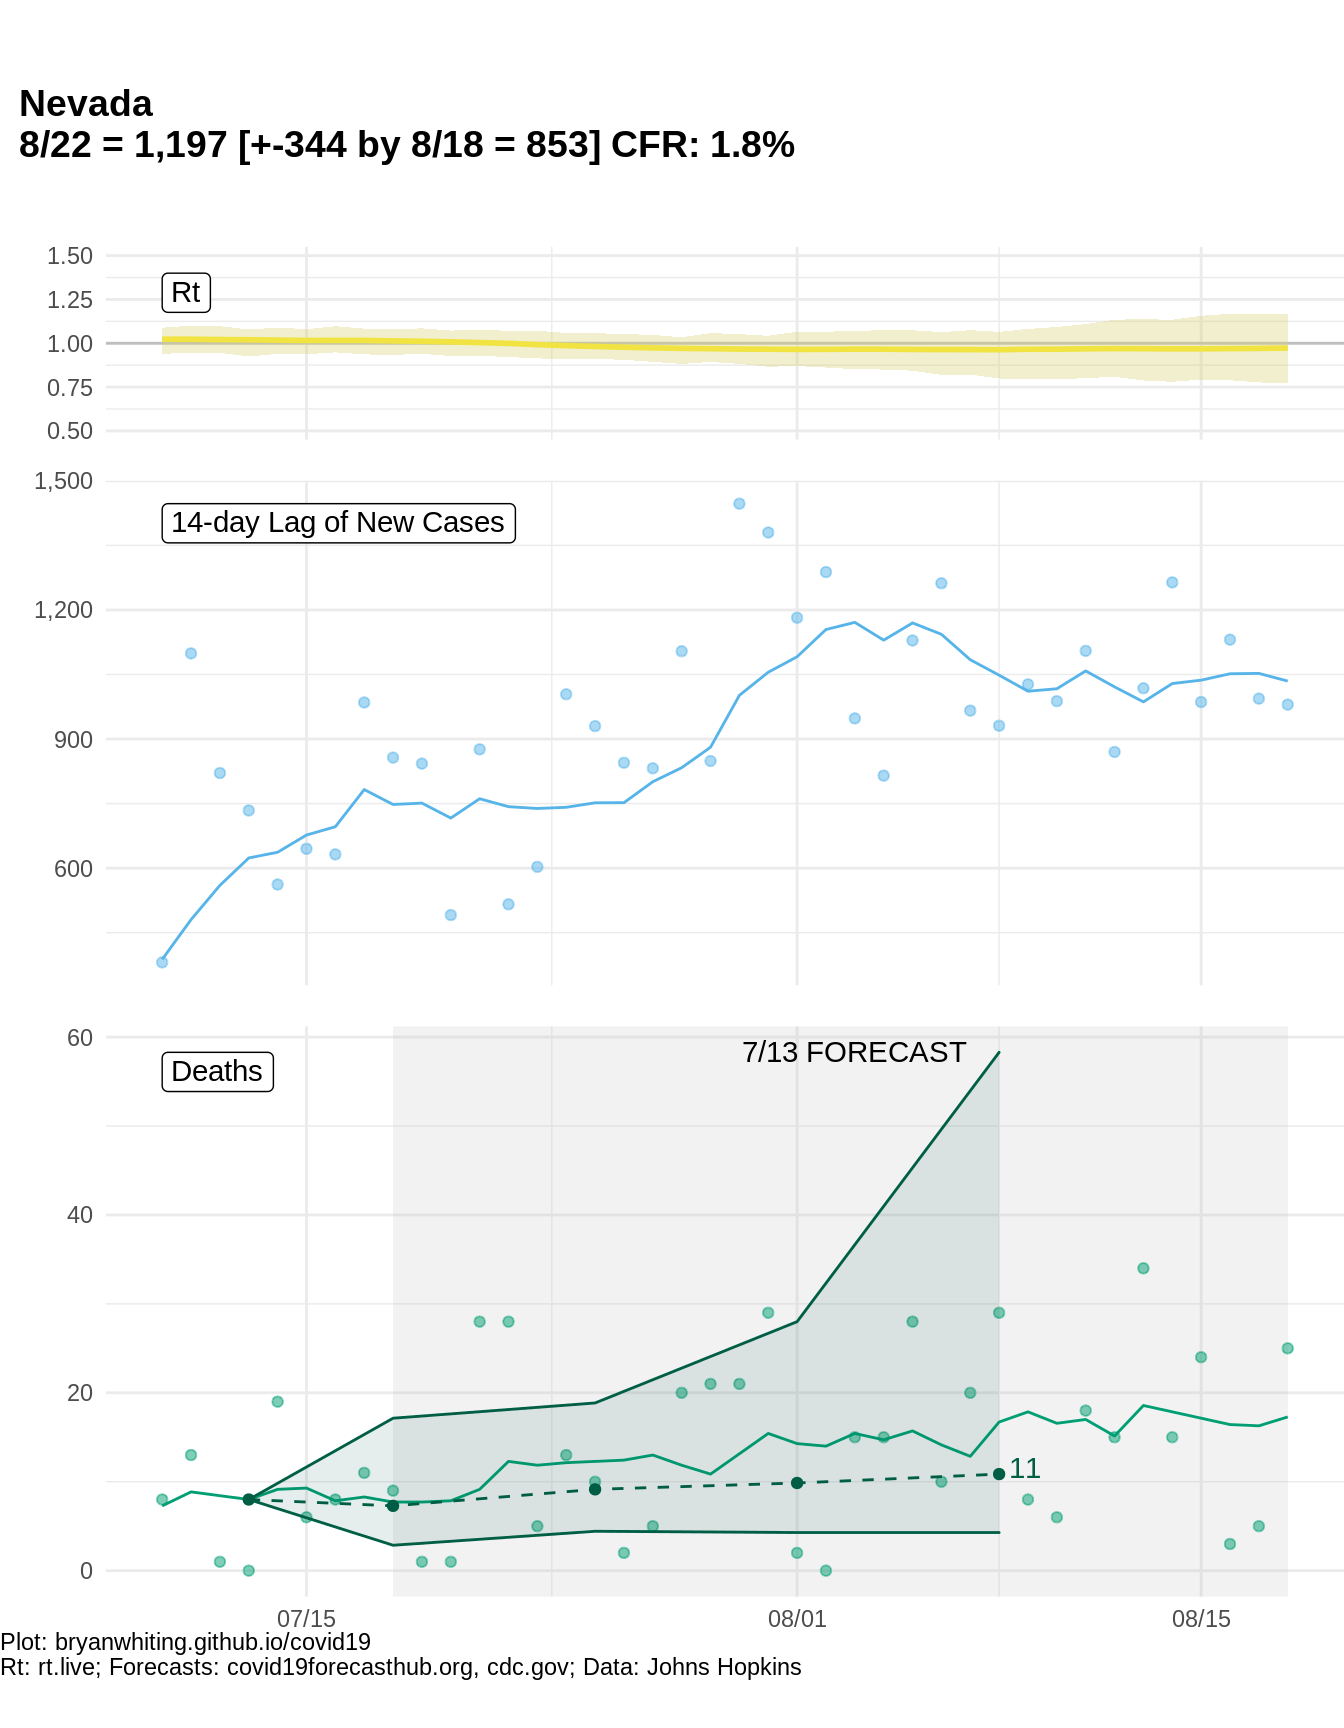 Nevada
8/22 = 1,197 [+-344 by 8/18 = 853] CFR: 1.8%
1.50
Rt
1.25
1.00
0.75
0.50
1,500
14-day Lag of New Cases
1,200
900
600
60
7/13 FORECAST
Deaths
40
20
11
0
07/15 08/01 08/15
Plot: bryanwhiting.github.io/covid19
Rt: rt.live; Forecasts: covid19forecasthub.org, cdc.gov; Data: Johns Hopkins